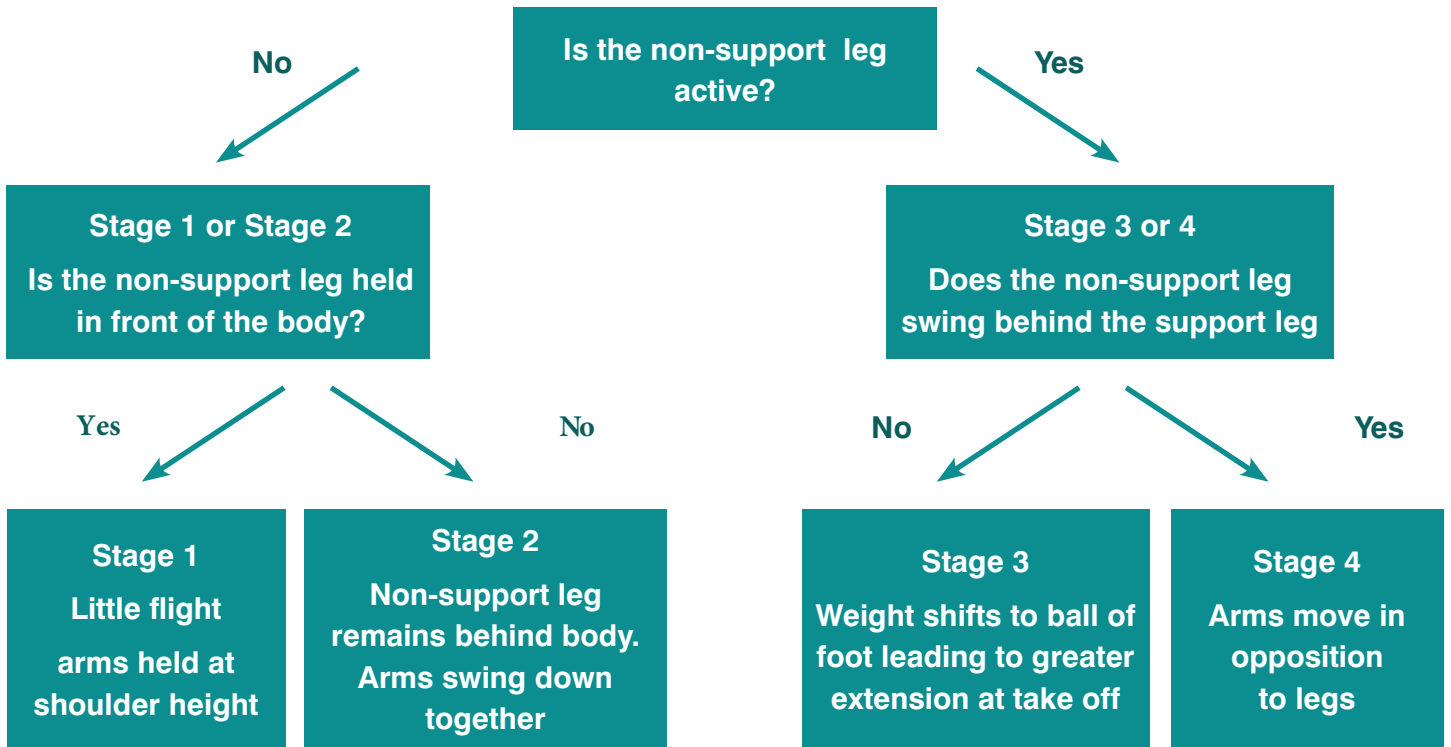 Is the non-support leg
active?
No
Yes
Stage 1 or Stage 2
Is the non-support leg held
in front of the body?
Stage 3 or 4
Does the non-support leg
swing behind the support leg
Yes
No
No
Yes
Stage 1
Little flight
arms held at
shoulder height
Stage 2
Non-support leg
remains behind body.
Arms swing down
together
Stage 3
Weight shifts to ball of
foot leading to greater
extension at take off
Stage 4
Arms move in
opposition
to legs